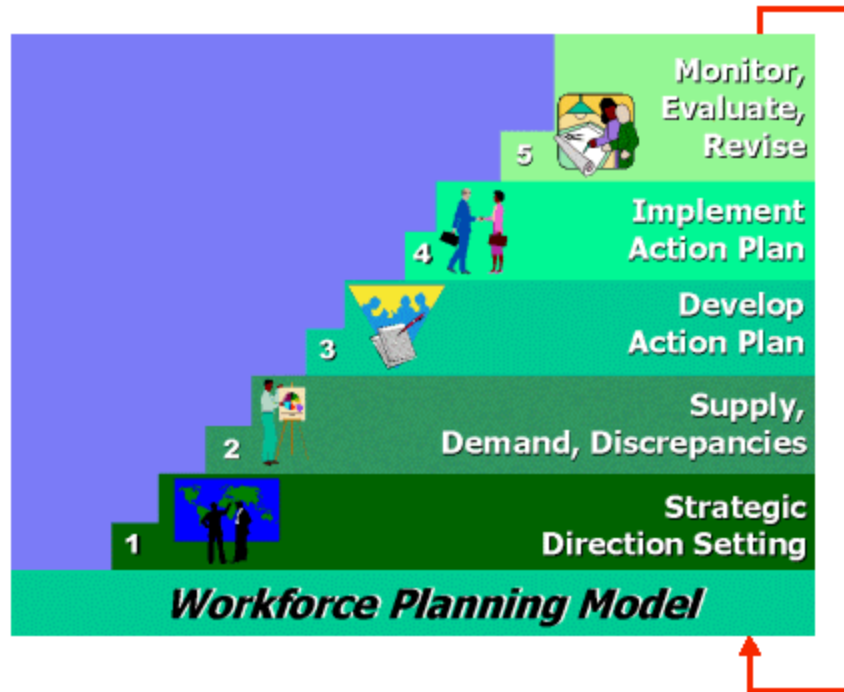 Monitor,
Evaluate,
Revise
5
Implement
Action Plan
4
Develop
Action Plan
3
Supply,
Demand, Discrepancies
2
Strategic
Direction Setting
1
Workforce Planning Model